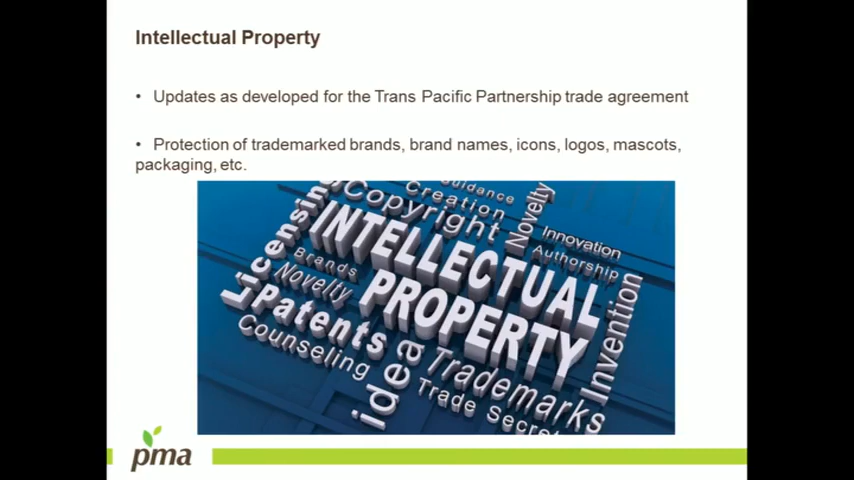 Intellectual Property
• Updates as developed for the Trans Pacific Partnership trade agreement
• Protection of trademarked brands, brand names, icons, logos, mascots,
packaging, etc.
Guidance
Creation
Copyright
Novelty
Licensing
INTELLECTUAL
Innovation
Authorship
Brands
Novelty
PROPERTY
Patents
Counseling
idea
Trademarks
Invention
Trade Secret
pma